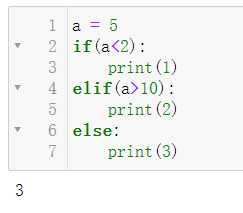 1 a = 5
2 if(a<2):
3     print(1)
4 elif(a>10):
5     print(2)
6 else:
7     print(3)
3